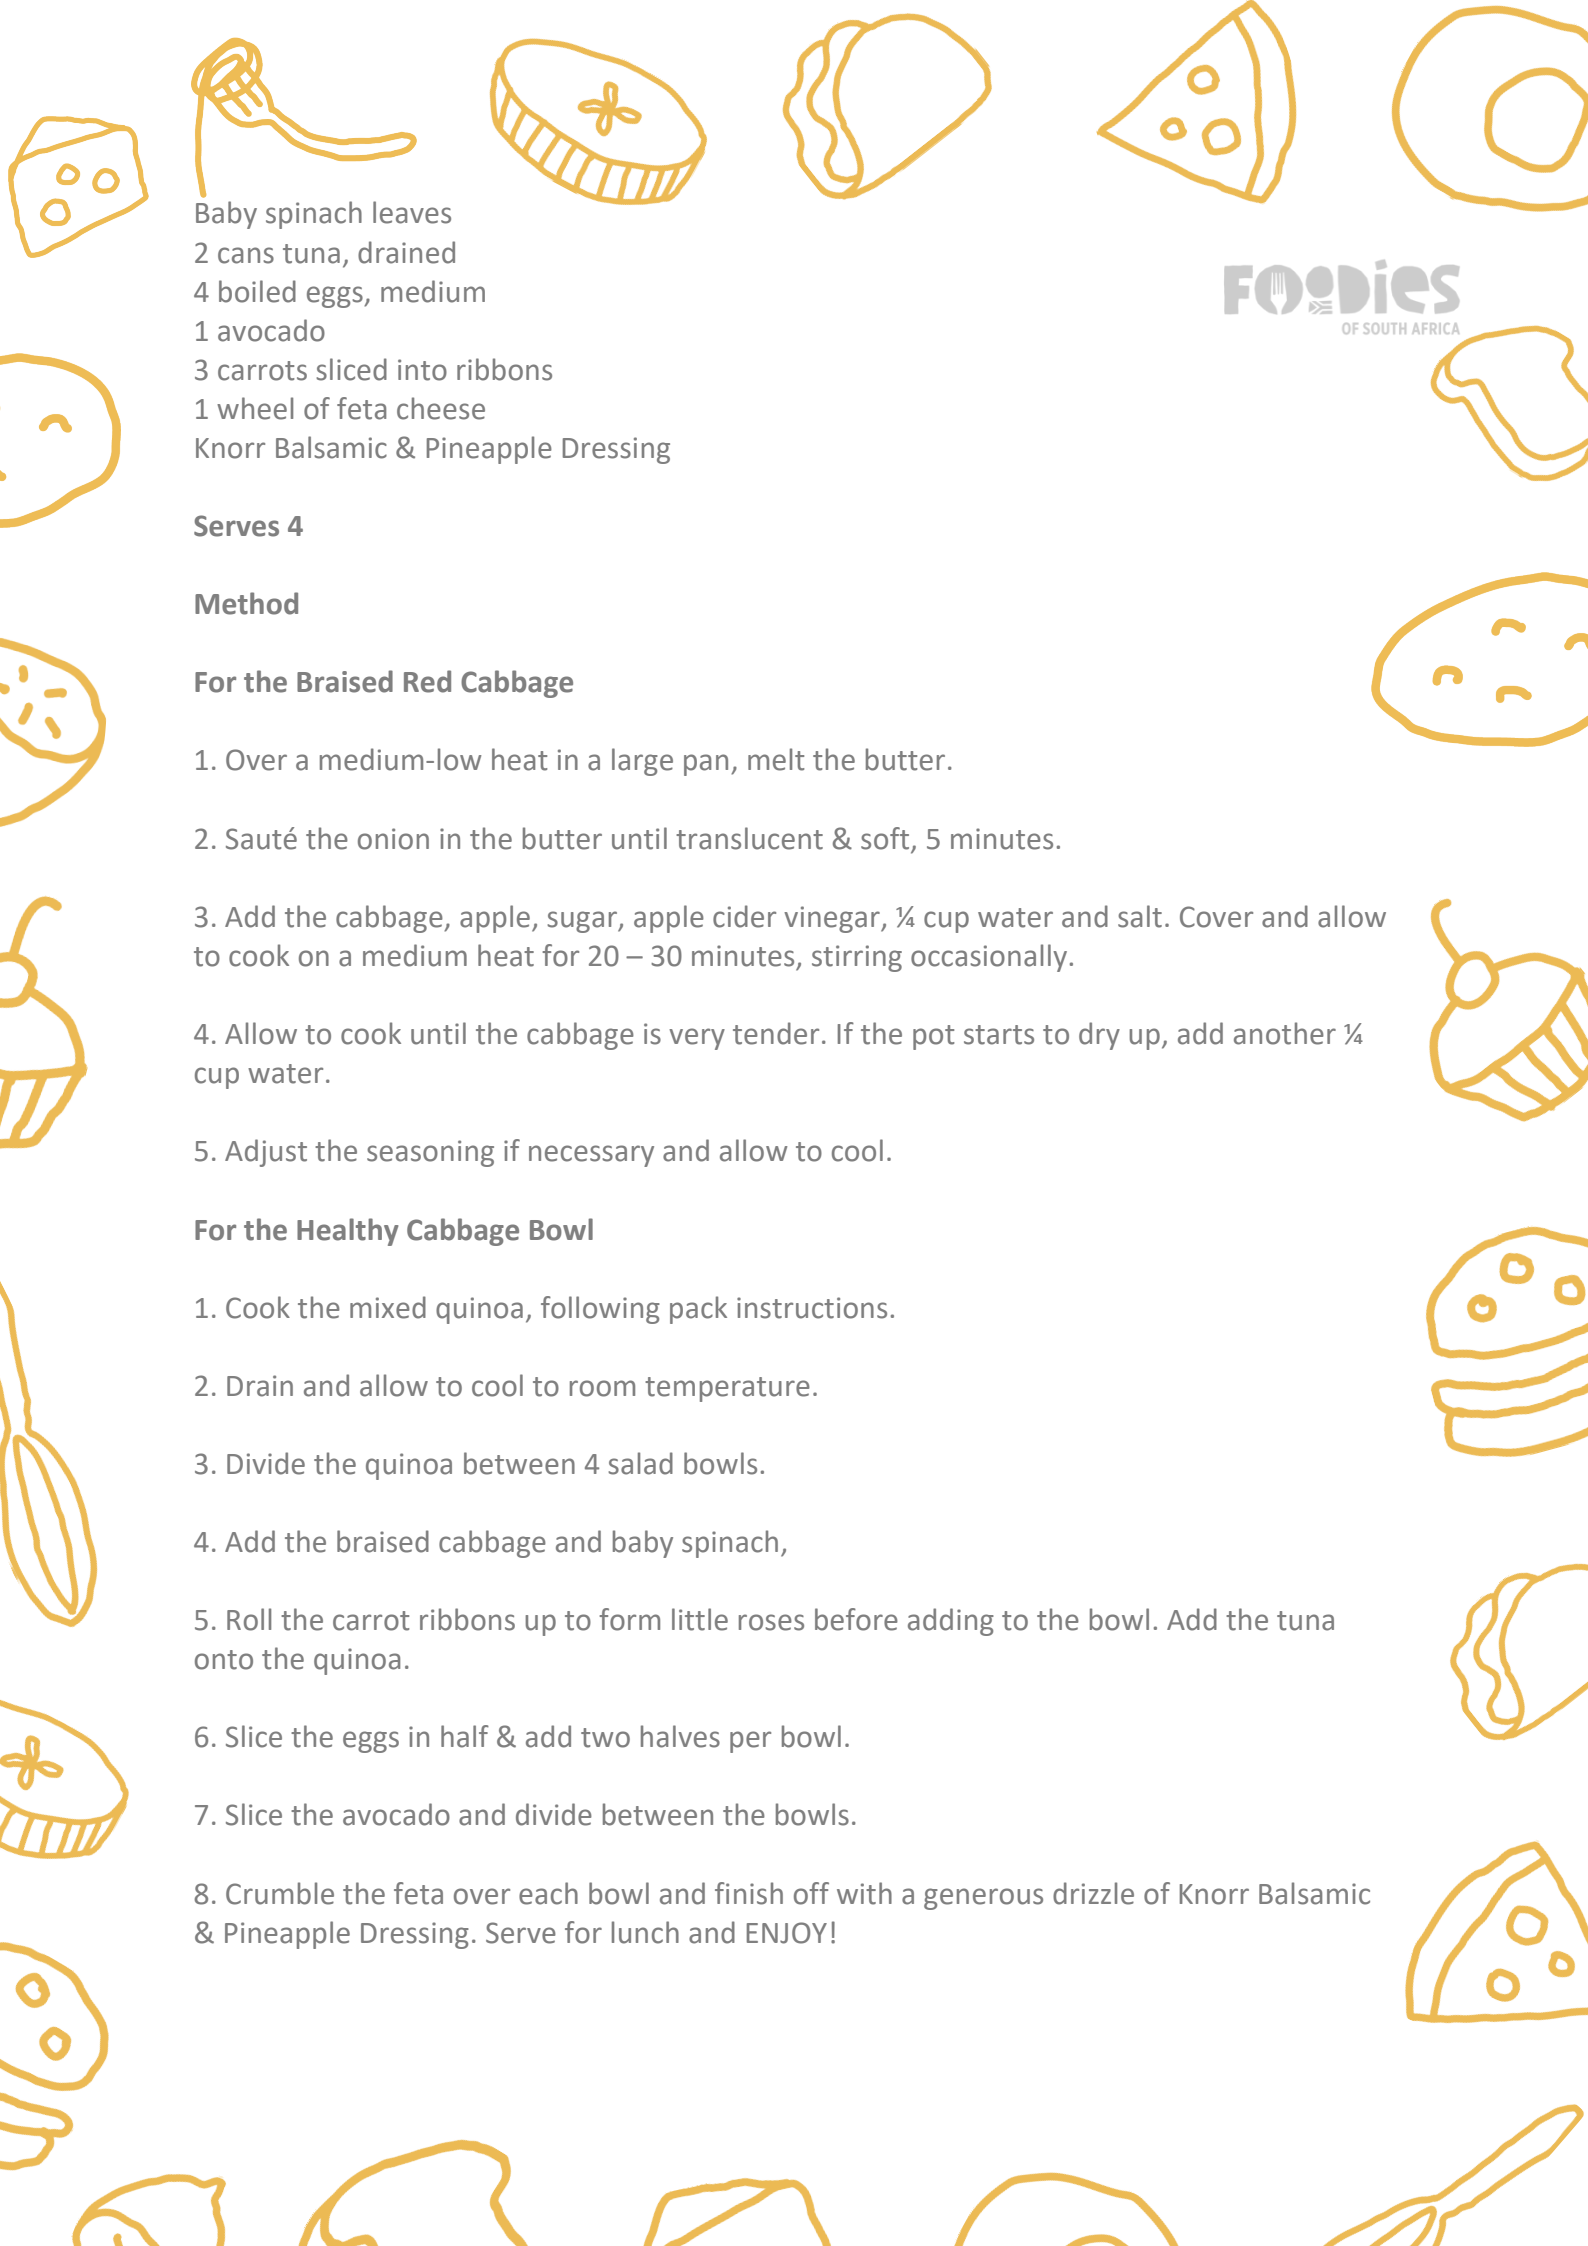 Baby spinach leaves
2 cans tuna, drained
4 boiled eggs, medium
1 avocado
3 carrots sliced into ribbons
1 wheel of feta cheese
Knorr Balsamic & Pineapple Dressing
FOODIES
OF SOUTH AFRICA
Serves 4
Method
For the Braised Red Cabbage
1. Over a medium-low heat in a large pan, melt the butter.
2. Sauté the onion in the butter until translucent & soft, 5 minutes.
3. Add the cabbage, apple, sugar, apple cider vinegar, ¼ cup water and salt. Cover and allow
to cook on a medium heat for 20 – 30 minutes, stirring occasionally.
4. Allow to cook until the cabbage is very tender. If the pot starts to dry up, add another ¼
cup water.
5. Adjust the seasoning if necessary and allow to cool.
For the Healthy Cabbage Bowl
1. Cook the mixed quinoa, following pack instructions.
2. Drain and allow to cool to room temperature.
3. Divide the quinoa between 4 salad bowls.
4. Add the braised cabbage and baby spinach,
5. Roll the carrot ribbons up to form little roses before adding to the bowl. Add the tuna
onto the quinoa.
6. Slice the eggs in half & add two halves per bowl.
7. Slice the avocado and divide between the bowls.
8. Crumble the feta over each bowl and finish off with a generous drizzle of Knorr Balsamic
& Pineapple Dressing. Serve for lunch and ENJOY!